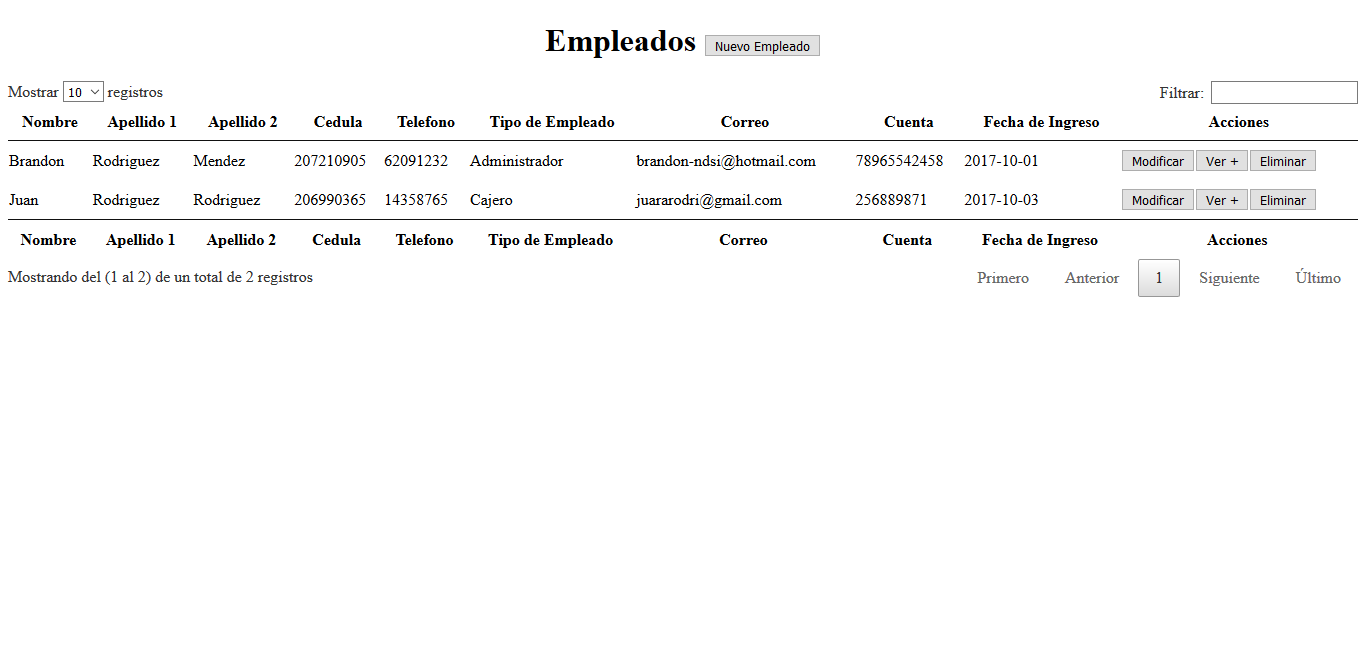 Empleados Nuevo Empleado
Mostrar 10 registros Filtrar:
Nombre Apellido 1 Apellido 2 Cedula Telefono Tipo de Empleado Correo Cuenta Fecha de Ingreso Acciones
Brandon Rodriguez Mendez 207210905 62091232 Administrador brandon-ndsi@hotmail.com 78965542458 2017-10-01 Modificar Ver + Eliminar
Juan Rodriguez Rodriguez 206990365 14358765 Cajero juararodri@gmail.com 256889871 2017-10-03 Modificar Ver + Eliminar
Nombre Apellido 1 Apellido 2 Cedula Telefono Tipo de Empleado Correo Cuenta Fecha de Ingreso Acciones
Mostrando del (1 al 2) de un total de 2 registros Primero Anterior 1 Siguiente Último